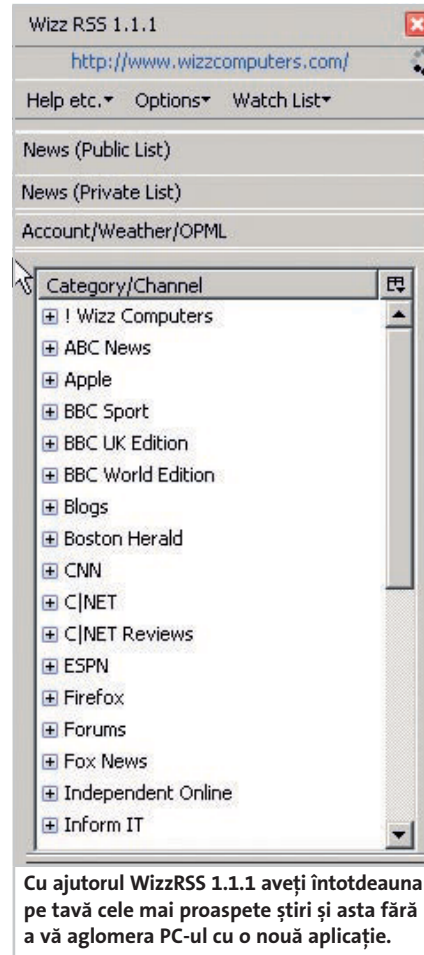 Wizz RSS 1.1.1
http://www.wizzcomputers.com/
Help etc. Options Watch List
News (Public List)
News (Private List)
Account/Weather/OPML
Category/Channel
! Wizz Computers
ABC News
Apple
BBC Sport
BBC UK Edition
BBC World Edition
Blogs
Boston Herald
CNN
C|NET
C|NET Reviews
ESPN
Firefox
Forums
Fox News
Independent Online
Inform IT
Cu ajutorul WizzRSS 1.1.1 aveți întotdeauna
pe tavă cele mai proaspete știri și asta fără
a vă aglomera PC-ul cu o nouă aplicație.